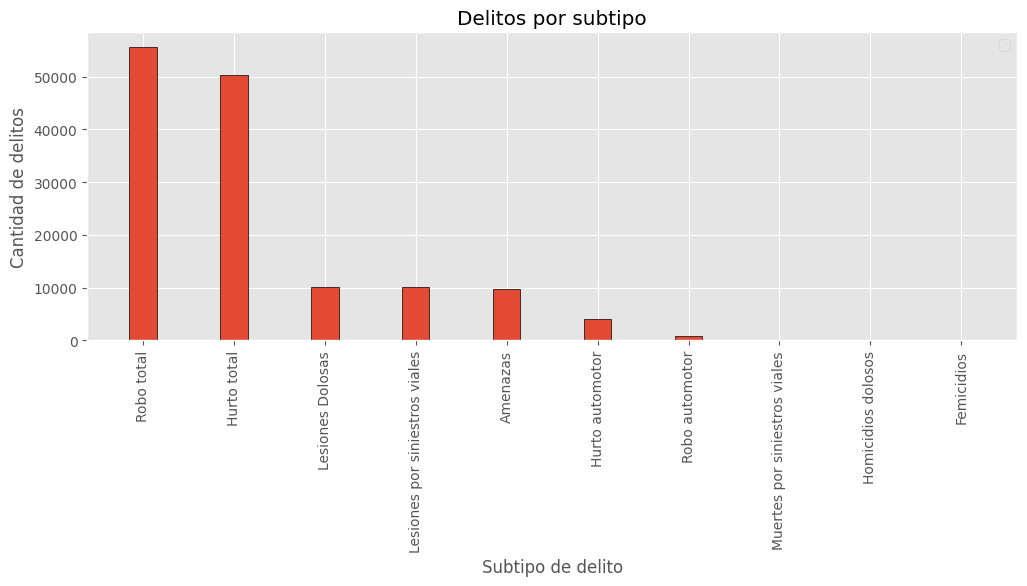 Delitos por subtipo
Cantidad de delitos
50000
40000
30000
20000
10000
0
Robo total
Hurto total
Lesiones Dolosas
Lesiones por siniestros viales
Amenazas
Hurto automotor
Robo automotor
Muertes por siniestros viales
Homicidios dolosos
Femicidios
Subtipo de delito